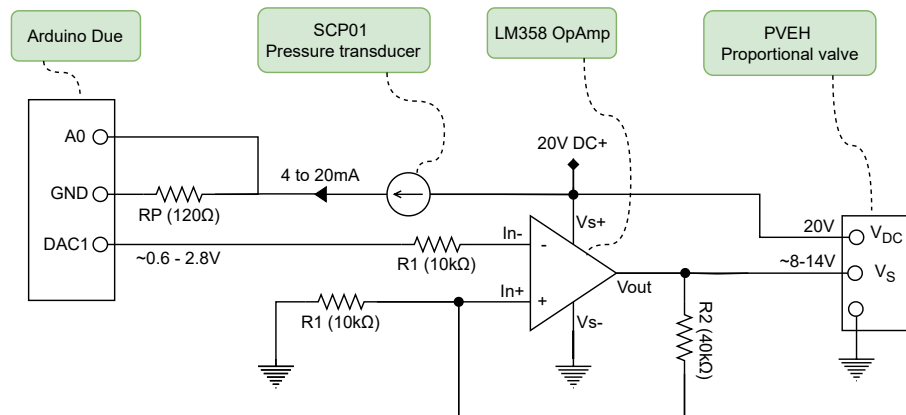 Arduino Due
SCP01
Pressure transducer
LM358 OpAmp
PVEH
Proportional valve
A0
GND
RP (120Ω)
4 to 20mA
20V DC+
Vs+
DAC1
~0.6 - 2.8V
R1 (10kΩ)
In-
-
20V
VDC
~8-14V
VS
R1 (10kΩ)
In+
+
Vout
Vs-
R2 (40kΩ)